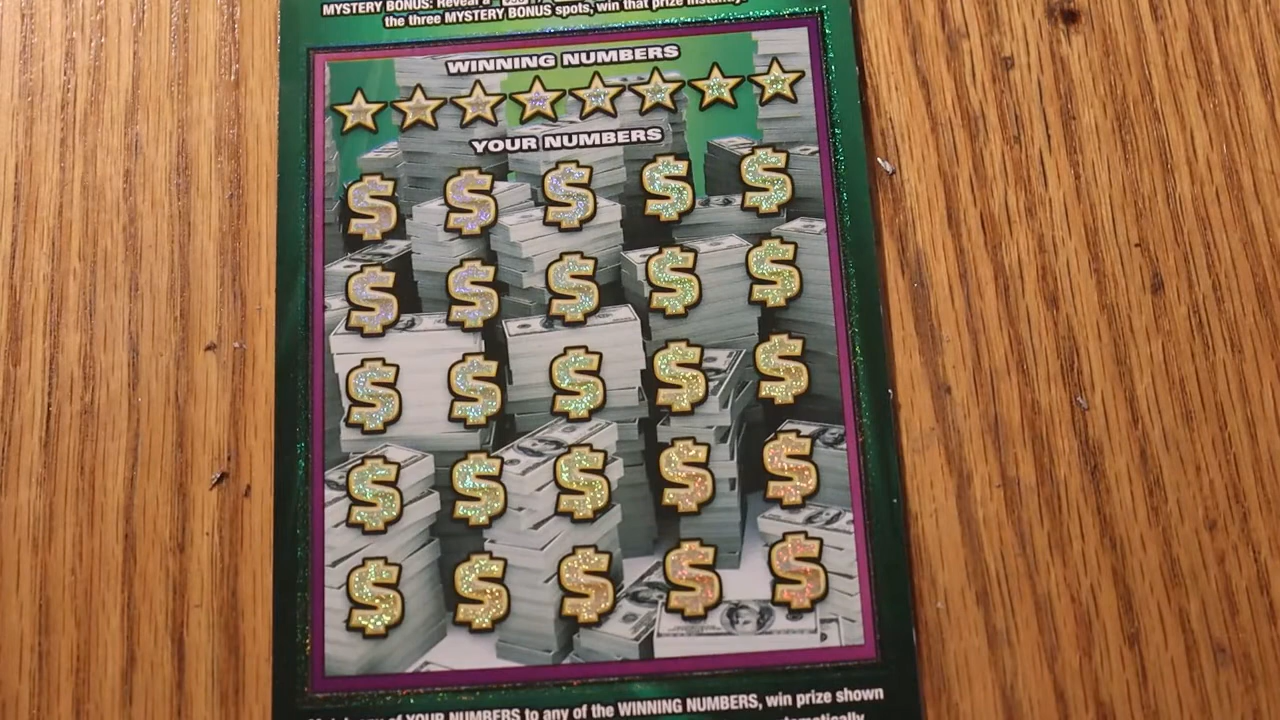 MYSTERY BONUS: Reveal a
the three MYSTERY BONUS spots, win that prize instantly.
WINNING NUMBERS
YOUR NUMBERS
$ $ $ $ $
$ $ $ $ $
$ $ $ $ $
$ $ $ $ $
$ $ $ $ $
any of YOUR NUMBERS to any of the WINNING NUMBERS, win prize shown
automatically